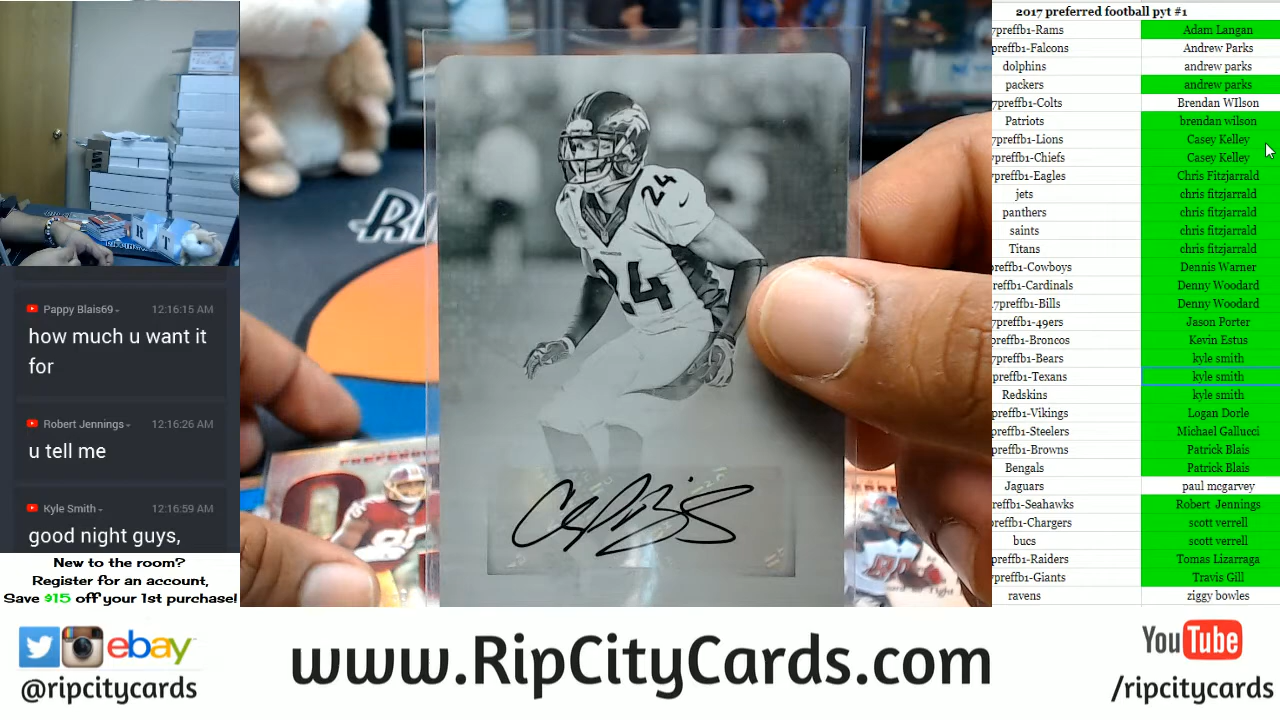 2017 preferred football pyt #1
7preffb1-Rams Adam Langan
7preffb1-Falcons Andrew Parks
dolphins andrew parks
packers andrew parks
7preffb1-Colts Brendan WIlson
Patriots brendan wilson
7preffb1-Lions Casey Kelley
7preffb1-Chiefs Casey Kelley
7preffb1-Eagles Chris Fitzjarrald
jets chris fitzjarrald
panthers chris fitzjarrald
saints chris fitzjarrald
Titans chris fitzjarrald
preffb1-Cowboys Dennis Warner
reffb1-Cardinals Denny Woodard
17preffb1-Bills Denny Woodard
7preffb1-49ers Jason Porter
preffb1-Broncos Kevin Estus
7preffb1-Bears kyle smith
preffb1-Texans kyle smith
Redskins kyle smith
preffb1-Vikings Logan Dorle
preffb1-Steelers Michael Gallucci
preffb1-Browns Patrick Blais
Bengals Patrick Blais
Jaguars paul mcgarvey
reffb1-Seahawks Robert Jennings
preffb1-Chargers scott verrell
bucs scott verrell
preffb1-Raiders Tomas Lizarraga
preffb1-Giants Travis Gill
ravens ziggy bowles
R T
RI
24
24
Pappy Blais69 12:16:15 AM
how much u want it
for
Robert Jennings 12:16:26 AM
u tell me
Kyle Smith 12:16:59 AM
good night guys,
New to the room?
Register for an account,
Save $15 off your 1st purchase!
ebay
@ripcitycards
www.RipCityCards.com
YouTube
/ripcitycards